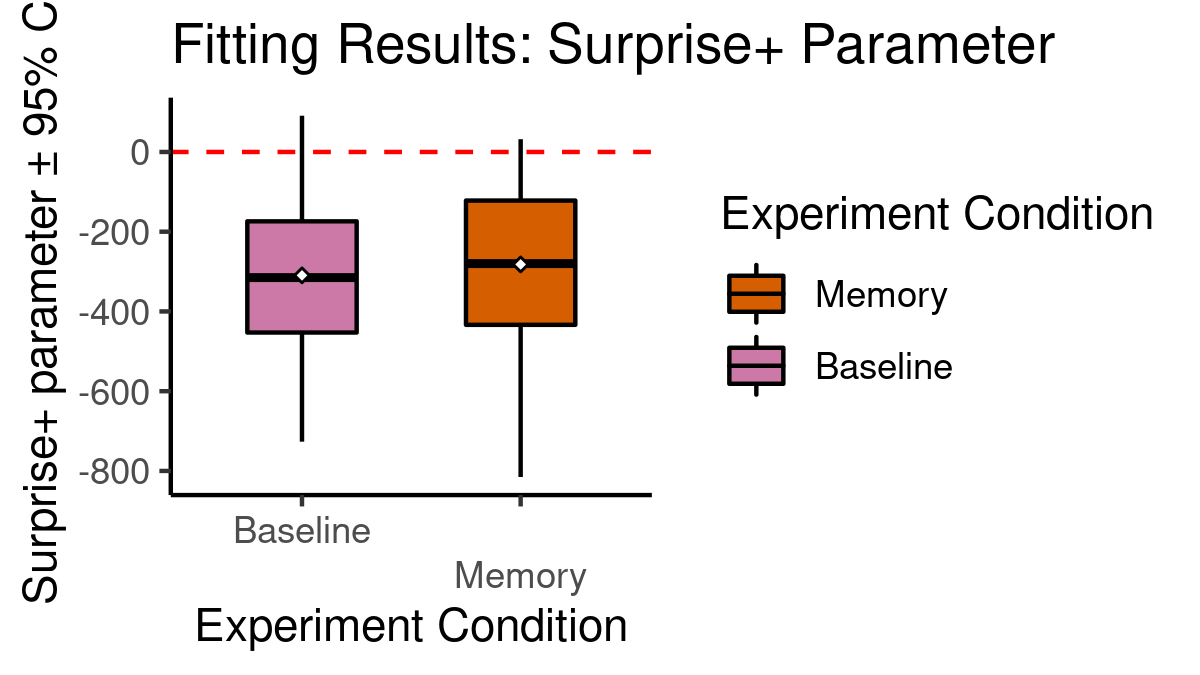 Fitting Results: Surprise+ Parameter
Surprise+ parameter ± 95% C
0
-200
-400
-600
-800
Baseline
Memory
Experiment Condition
Experiment Condition
Memory
Baseline